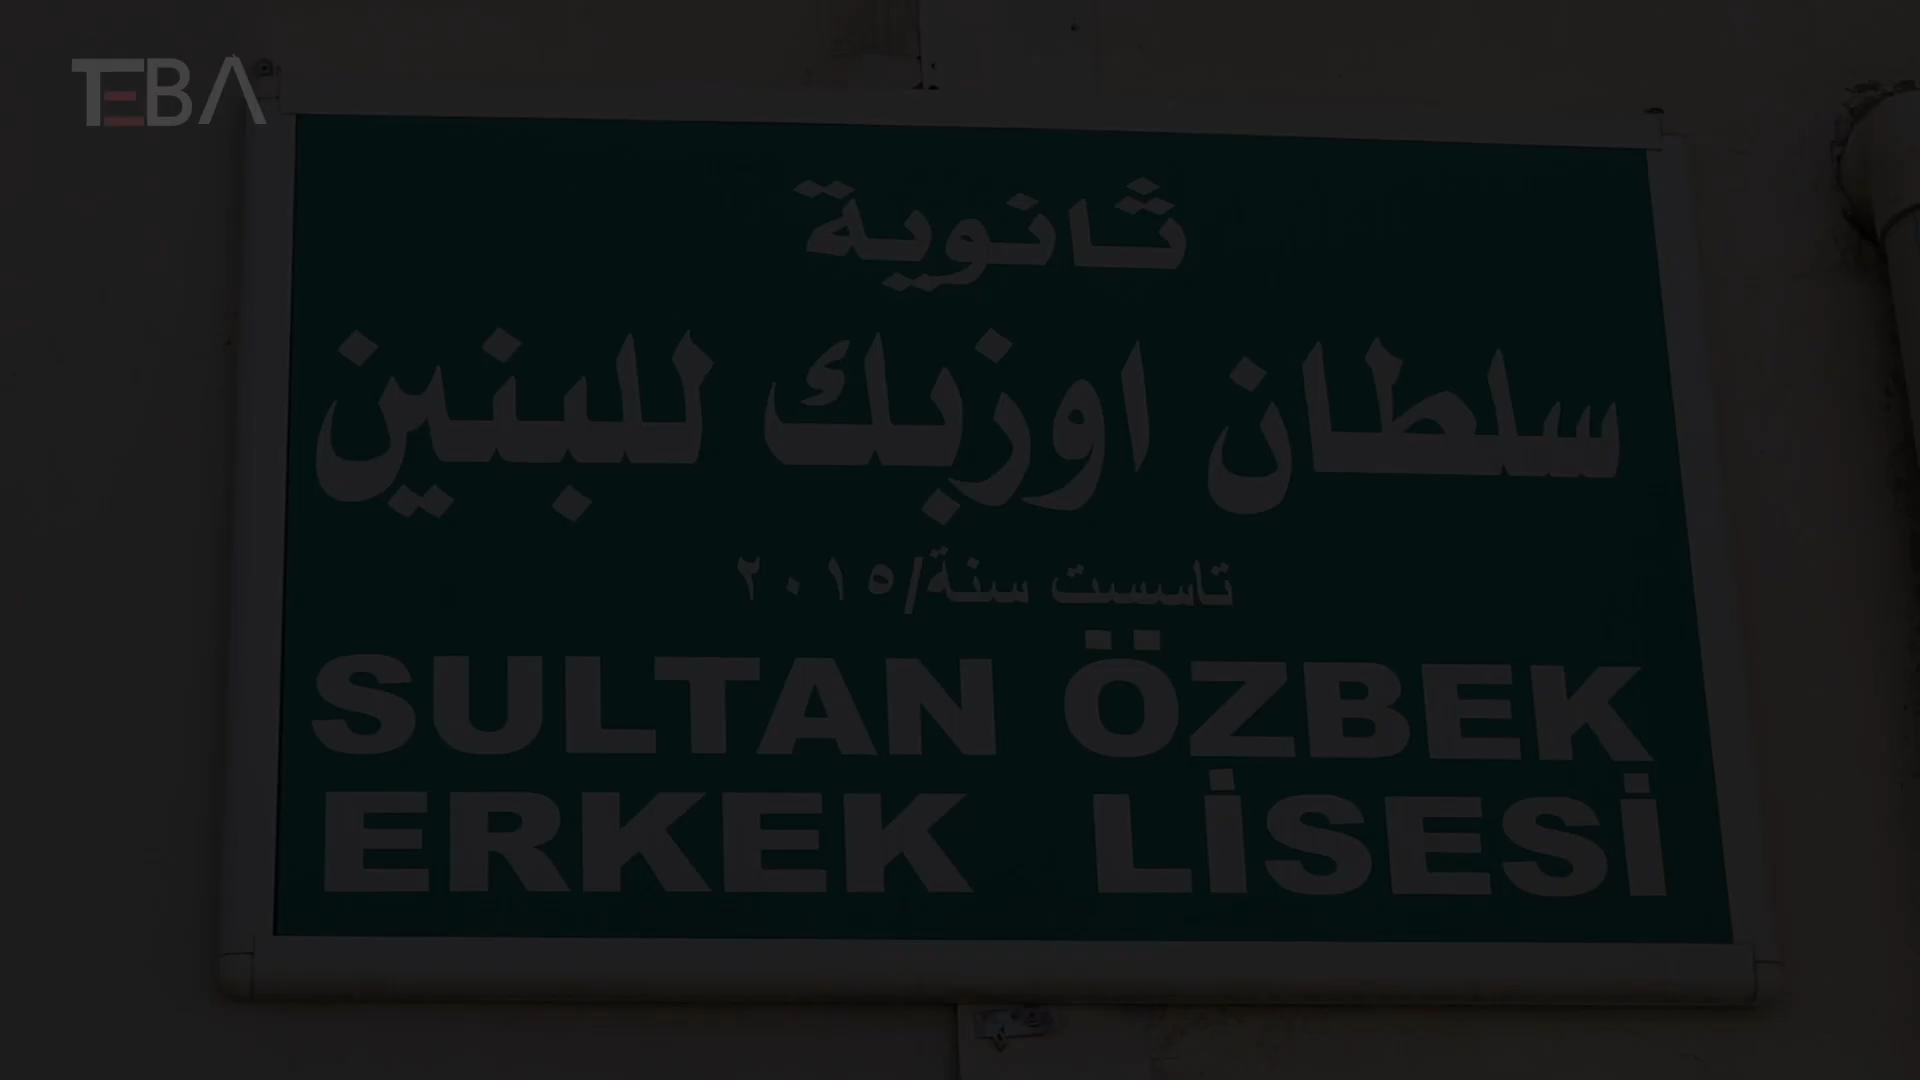 TEBA
ثانوية
سلطان اوزبك للبنين
تاسست سنة/٢٠١٥
SULTAN ÖZBEK
ERKEK LİSESİ